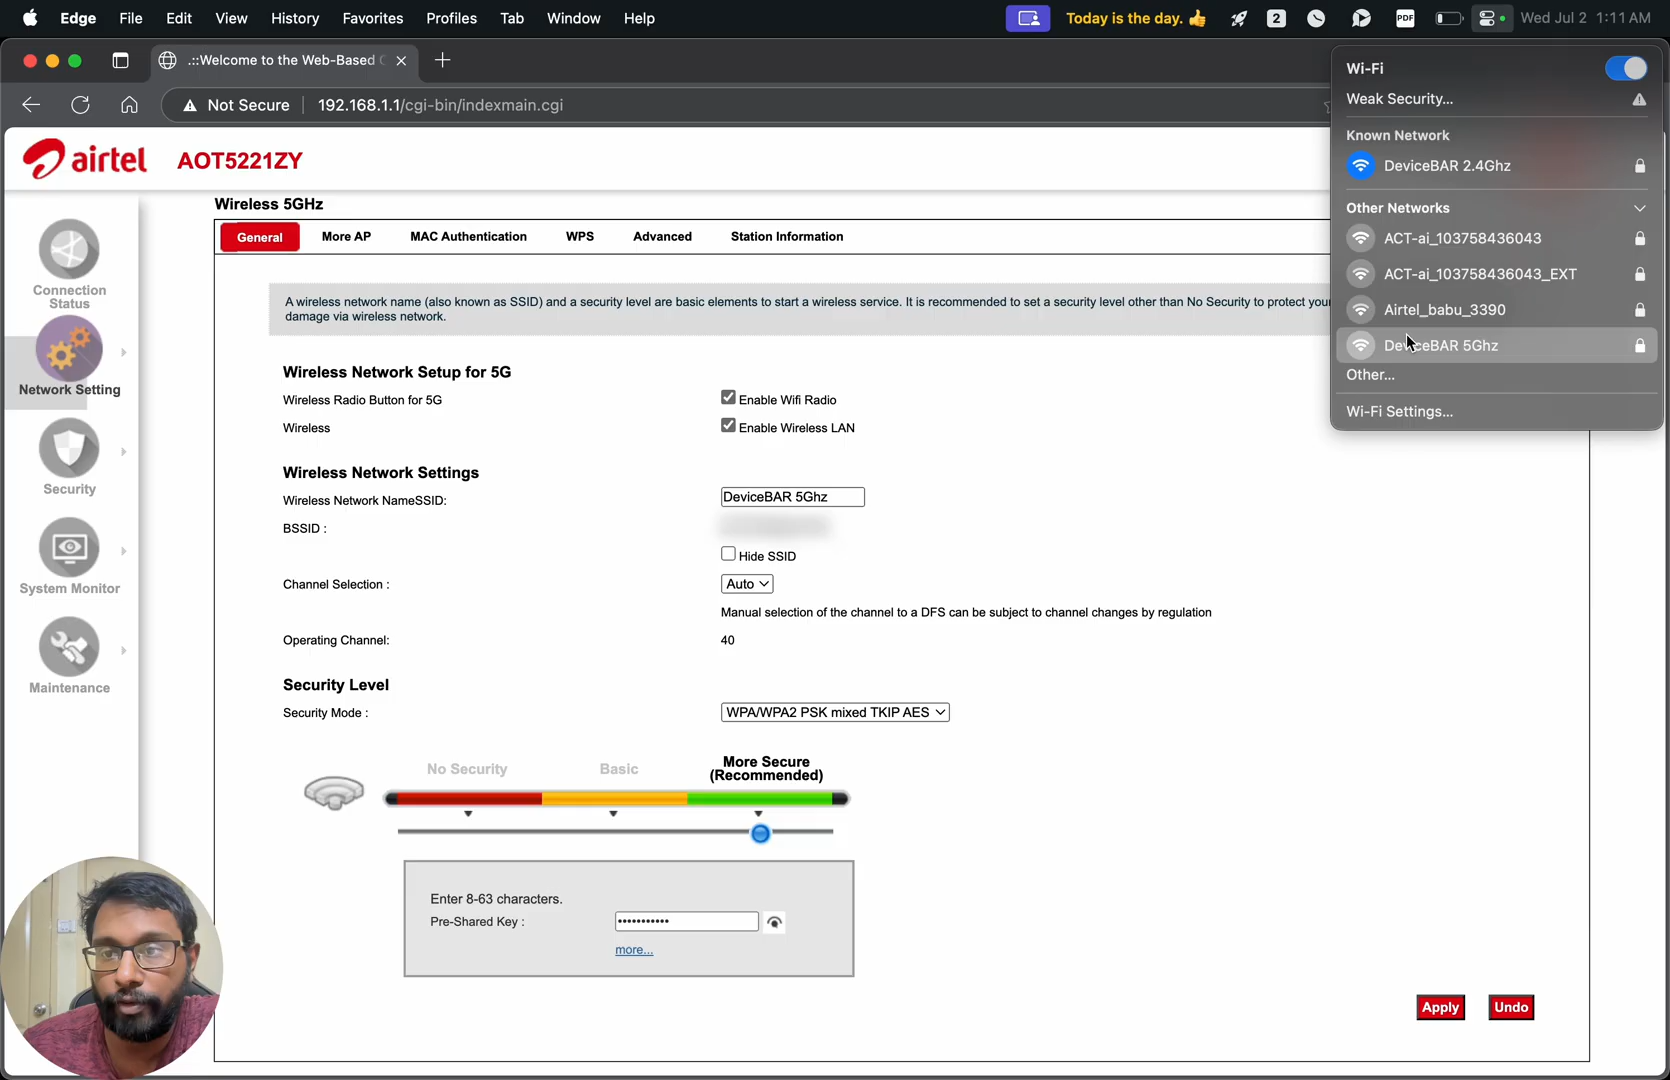 Edge File Edit View History Favorites Profiles Tab Window Help Today is the day. 👍 2 PDF Wed Jul 2 1:11 AM
.::Welcome to the Web-Based C
Not Secure 192.168.1.1/cgi-bin/indexmain.cgi
Wi-Fi
Weak Security...
Known Network
DeviceBAR 2.4Ghz
Other Networks
ACT-ai_103758436043
ACT-ai_103758436043_EXT
Airtel_babu_3390
DeviceBAR 5Ghz
Other...
Wi-Fi Settings...
airtel AOT5221ZY
Connection
Status
Network Setting
Security
System Monitor
Maintenance
Wireless 5GHz
General More AP MAC Authentication WPS Advanced Station Information
A wireless network name (also known as SSID) and a security level are basic elements to start a wireless service. It is recommended to set a security level other than No Security to protect your
damage via wireless network.
Wireless Network Setup for 5G
Wireless Radio Button for 5G Enable Wifi Radio
Wireless Enable Wireless LAN
Wireless Network Settings
Wireless Network NameSSID: DeviceBAR 5Ghz
BSSID :
Hide SSID
Channel Selection : Auto
Manual selection of the channel to a DFS can be subject to channel changes by regulation
Operating Channel: 40
Security Level
Security Mode : WPA/WPA2 PSK mixed TKIP AES
No Security Basic More Secure
(Recommended)
Enter 8-63 characters.
Pre-Shared Key : •••••••••••
more...
Apply Undo